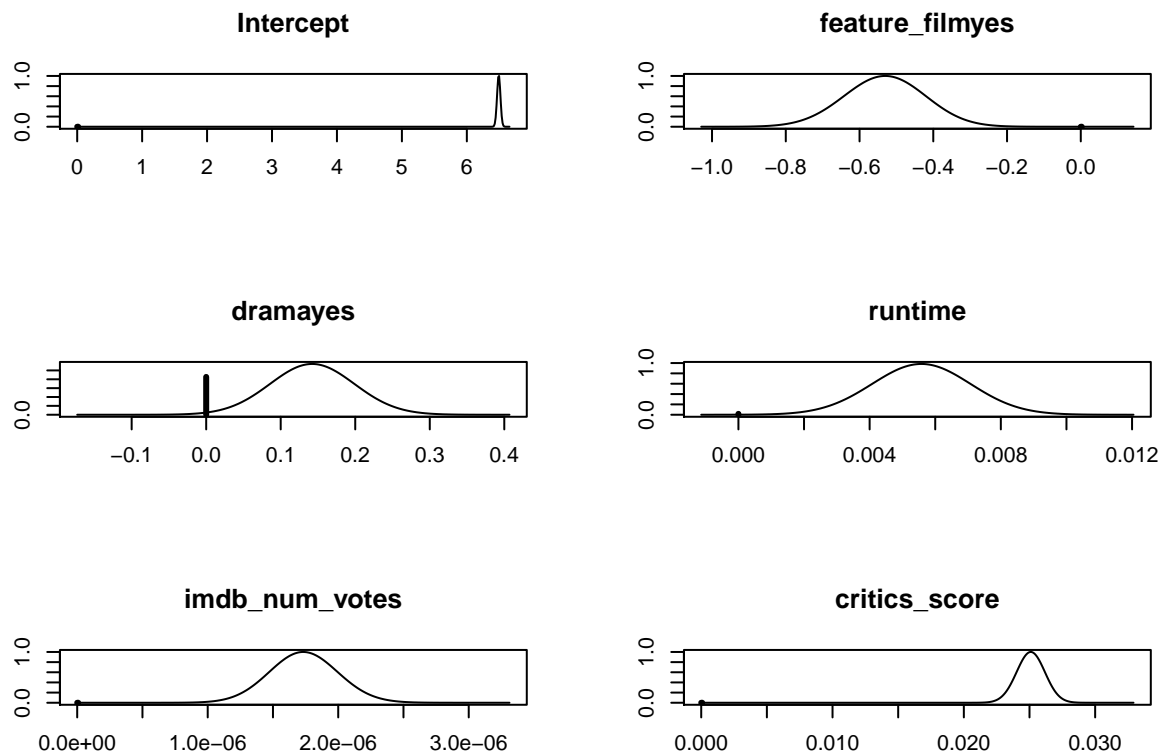 Intercept
0.0 1.0
0 1 2 3 4 5 6
feature_filmyes
0.0 1.0
−1.0 −0.8 −0.6 −0.4 −0.2 0.0
dramayes
0.0
−0.1 0.0 0.1 0.2 0.3 0.4
runtime
0.0 1.0
0.000 0.004 0.008 0.012
imdb_num_votes
0.0 1.0
0.0e+00 1.0e−06 2.0e−06 3.0e−06
critics_score
0.0 1.0
0.000 0.010 0.020 0.030